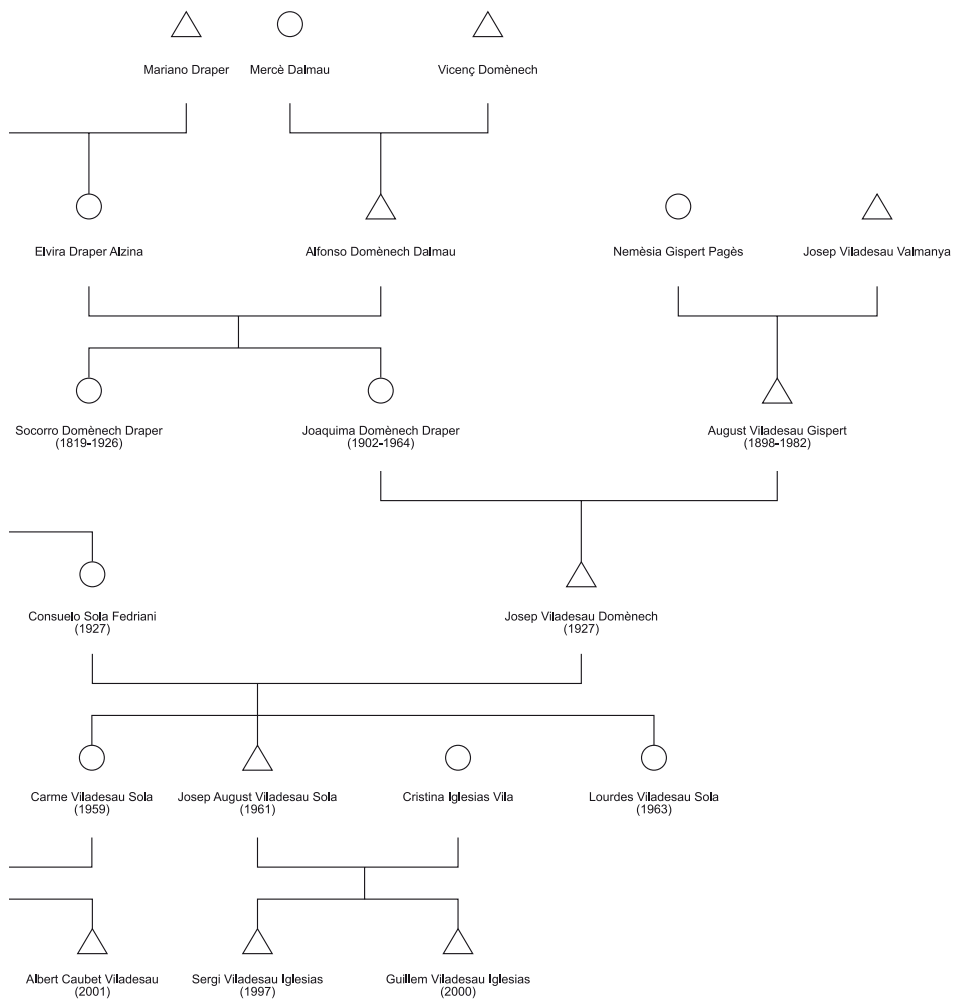 Mariano Draper
Mercè Dalmau
Vicenç Domènech
Elvira Draper Alzina
Alfonso Domènech Dalmau
Nemèsia Gispert Pagès
Josep Viladesau Valmanya
Socorro Domènech Draper
(1819-1926)
Joaquima Domènech Draper
(1902-1964)
August Viladesau Gispert
(1898-1982)
Consuelo Sola Fedriani
(1927)
Josep Viladesau Domènech
(1927)
Carme Viladesau Sola
(1959)
Josep August Viladesau Sola
(1961)
Cristina Iglesias Vila
Lourdes Viladesau Sola
(1963)
Albert Caubet Viladesau
(2001)
Sergi Viladesau Iglesias
(1997)
Guillem Viladesau Iglesias
(2000)